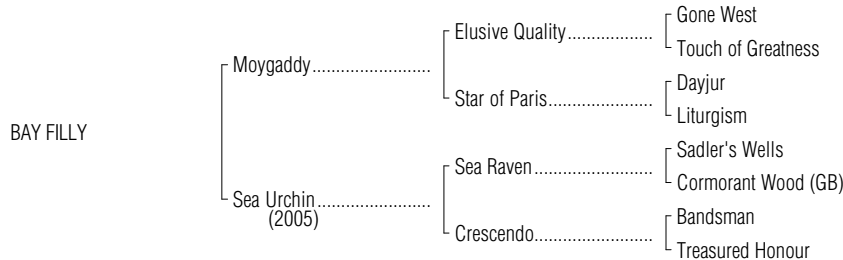 Gone West
Elusive Quality..................
Touch of Greatness
Moygaddy.........................
Dayjur
Star of Paris......................
Liturgism
BAY FILLY
Sadler's Wells
Sea Raven.........................
Cormorant Wood (GB)
Sea Urchin........................
(2005)
Bandsman
Crescendo.........................
Treasured Honour